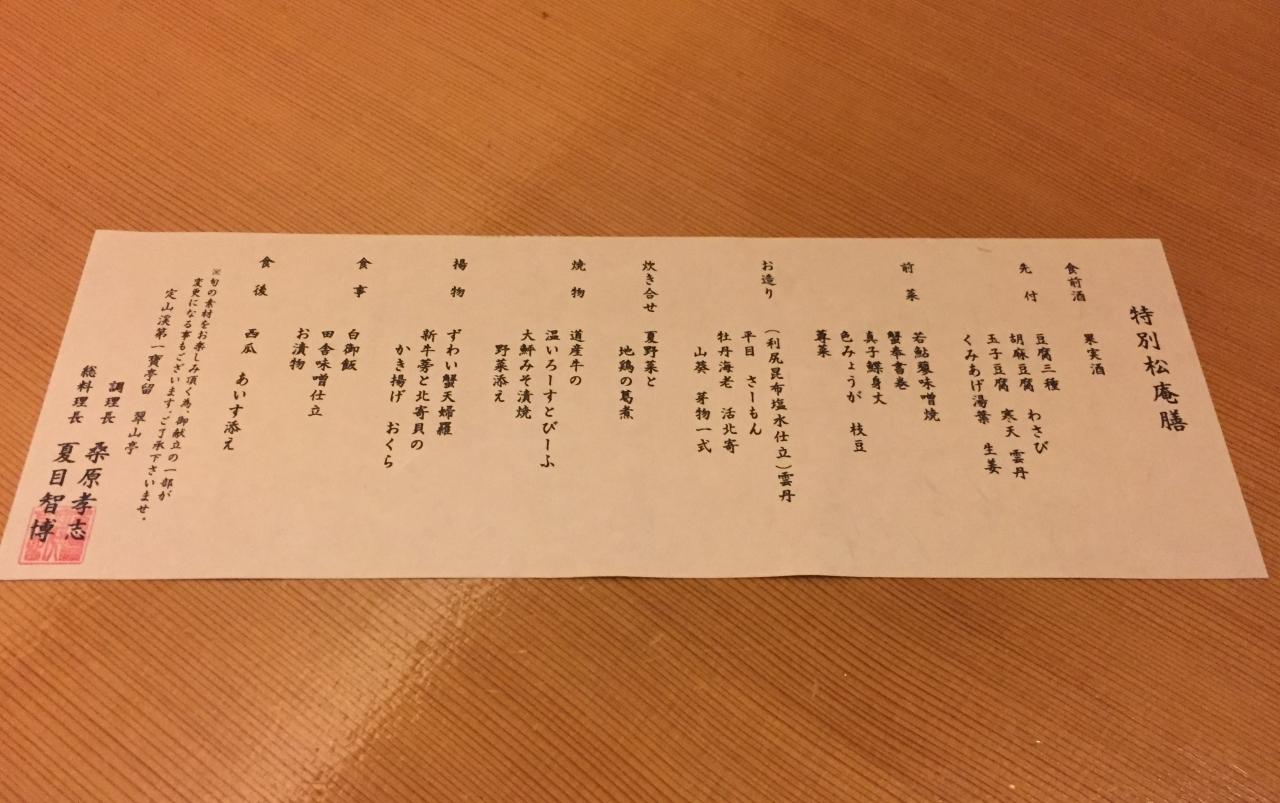 特別松庵膳
食前酒
果実酒
先付
豆腐三種
胡麻豆腐 わさび
玉子豆腐 寒天 雲丹
くみあげ湯葉 生姜
前菜
若鮎蓼味噌焼
蟹奉書巻
真子鰈身丈
色みょうが 枝豆
蓴菜
お造り
(利尻昆布塩水仕立)雲丹
平目 さーもん
牡丹海老 活北寄
山葵 芽物一式
炊き合せ
夏野菜と
地鶏の葛煮
焼物
道産牛の
温いろーすとびーふ
大鮃みそ漬焼
野菜添え
揚物
ずわい蟹天婦羅
新牛蒡と北寄貝の
かき揚げ おくら
食事
白御飯
田舎味噌仕立
お漬物
食後
西瓜 あいす添え
※旬の素材をお楽しみ頂く為、御献立の一部が
変更になる事もございます。ご了承下さいませ。
定山渓第一寶亭留 翠山亭
調理長 桑原孝志
総料理長 夏目智博